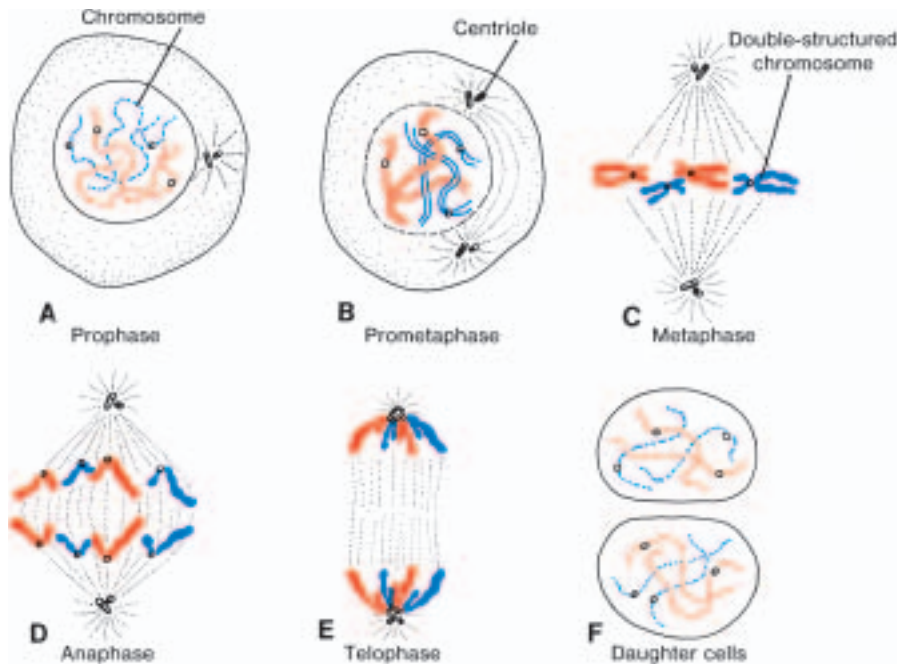 Chromosome
Centriole
Double-structured
chromosome
A
Prophase
B
Prometaphase
C
Metaphase
D
Anaphase
E
Telophase
F
Daughter cells